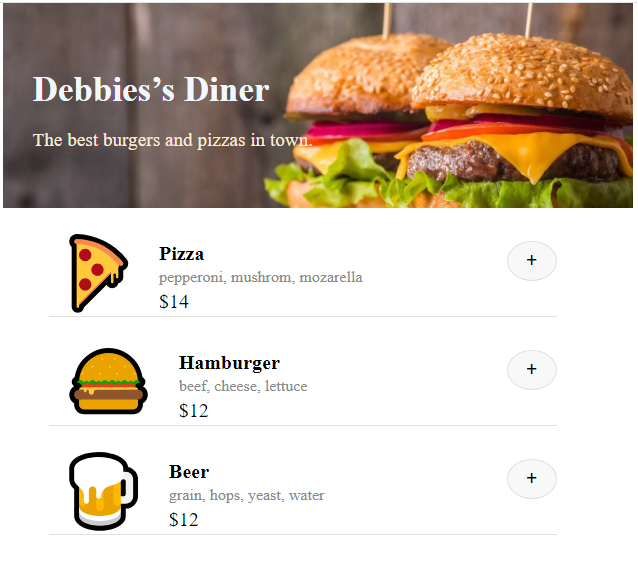 Debbies’s Diner
The best burgers and pizzas in town.
Pizza
pepperoni, mushrom, mozarella
$14
+
Hamburger
beef, cheese, lettuce
$12
+
Beer
grain, hops, yeast, water
$12
+